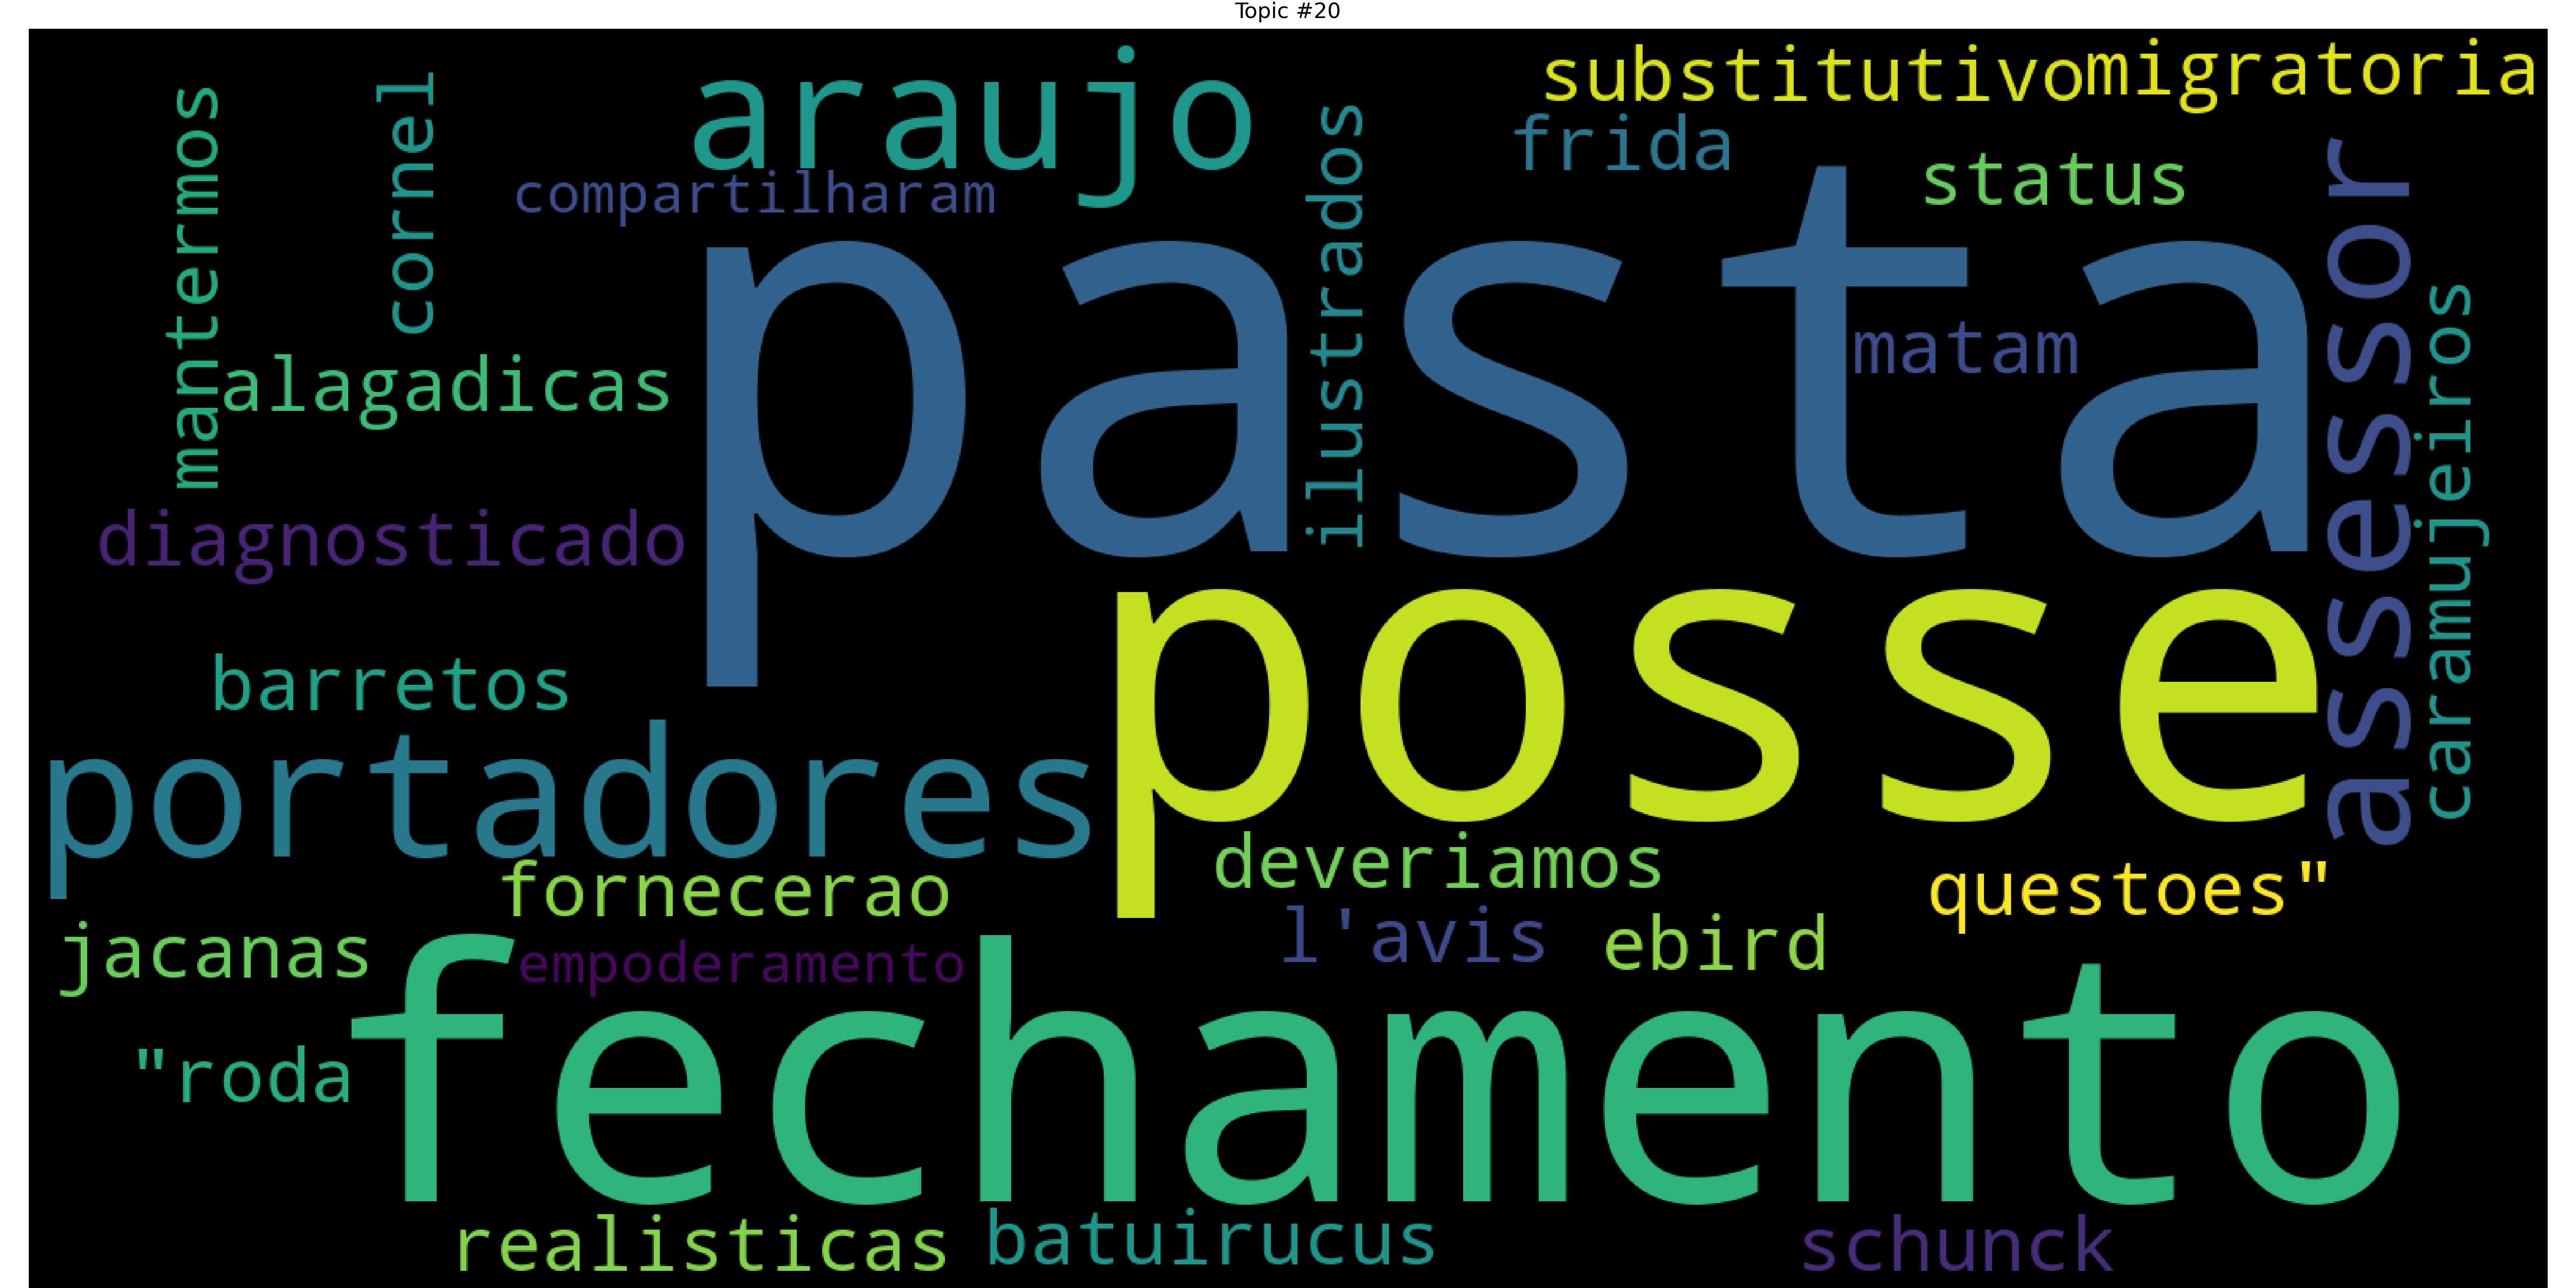 Topic #20
substitutivo
migratoria
araujo
frida
status
compartilharam
mantermos
cornel
ilustrados
pasta
matam
assessor
caramujeiros
alagadicas
diagnosticado
posse
barretos
portadores
deveriamos
fornecerao
questoes"
l'avis
ebird
jacanas
empoderamento
fechamento
"roda
realisticas
batuirucus
schunck